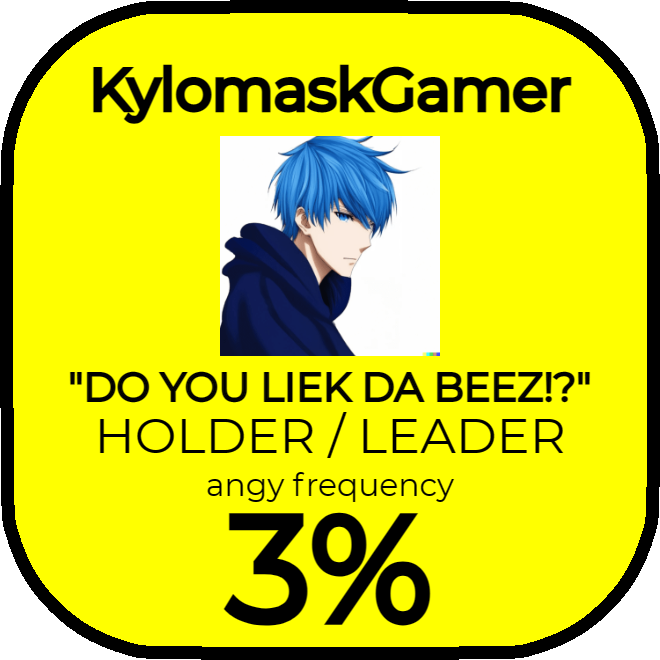 KylomaskGamer
"DO YOU LIEK DA BEEZ!?"
HOLDER / LEADER
angy frequency
3%